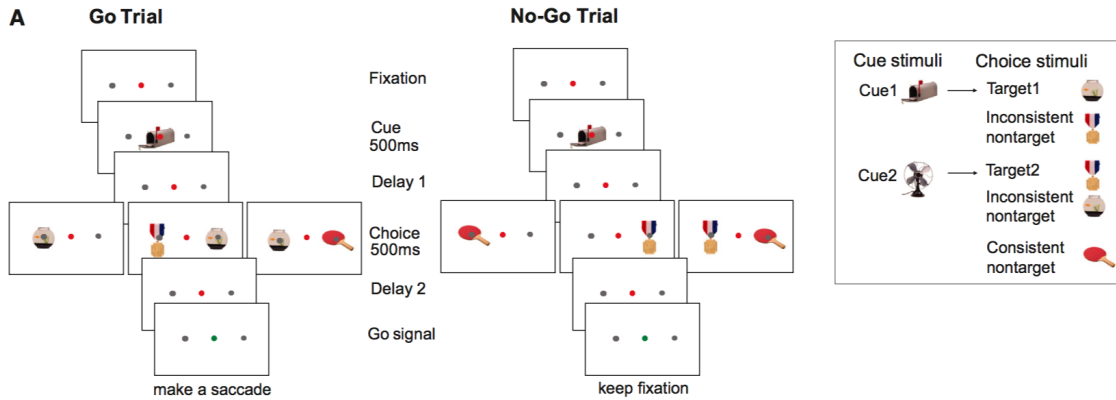 A
Go Trial
No-Go Trial
Fixation
Cue
500ms
Delay 1
Choice
500ms
Delay 2
Go signal
make a saccade
keep fixation
Cue stimuli
Choice stimuli
Cue1
Target1
Inconsistent
nontarget
Cue2
Target2
Inconsistent
nontarget
Consistent
nontarget